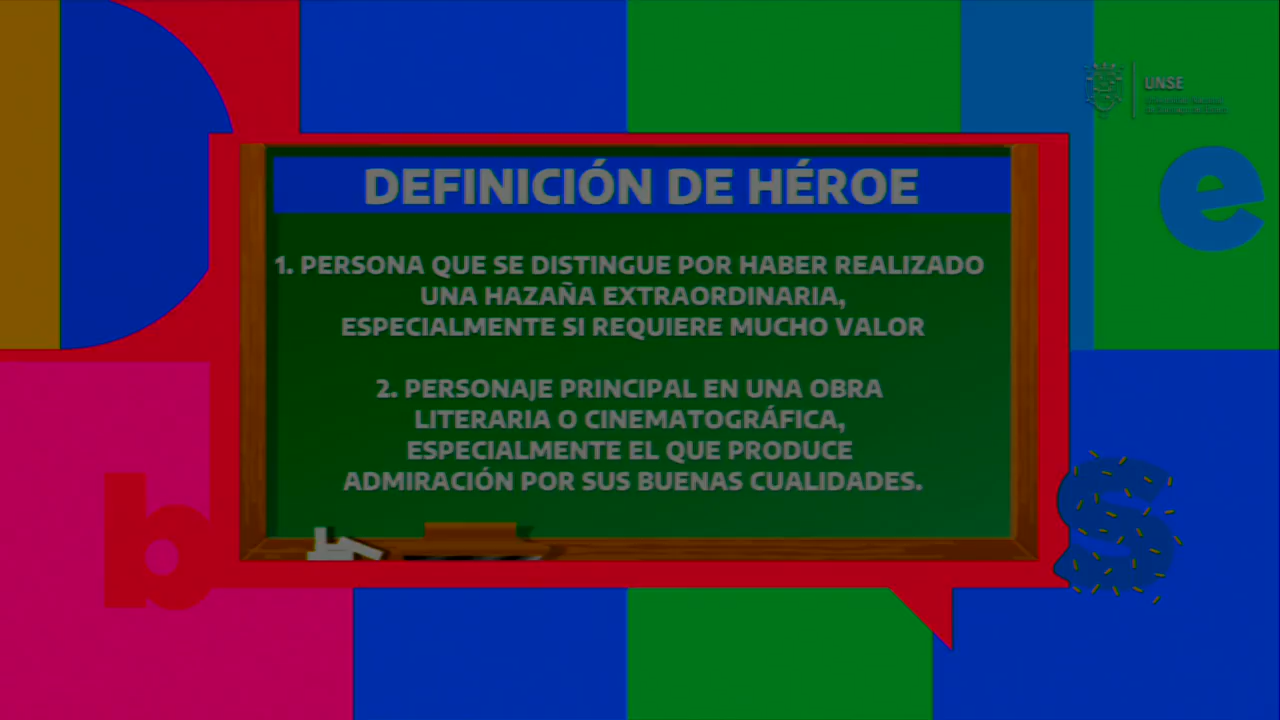 UNSE
e
DEFINICIÓN DE HÉROE
1. PERSONA QUE SE DISTINGUE POR HABER REALIZADO
UNA HAZAÑA EXTRAORDINARIA,
ESPECIALMENTE SI REQUIERE MUCHO VALOR
2. PERSONAJE PRINCIPAL EN UNA OBRA
LITERARIA O CINEMATOGRÁFICA,
ESPECIALMENTE EL QUE PRODUCE
ADMIRACIÓN POR SUS BUENAS CUALIDADES.
b
S